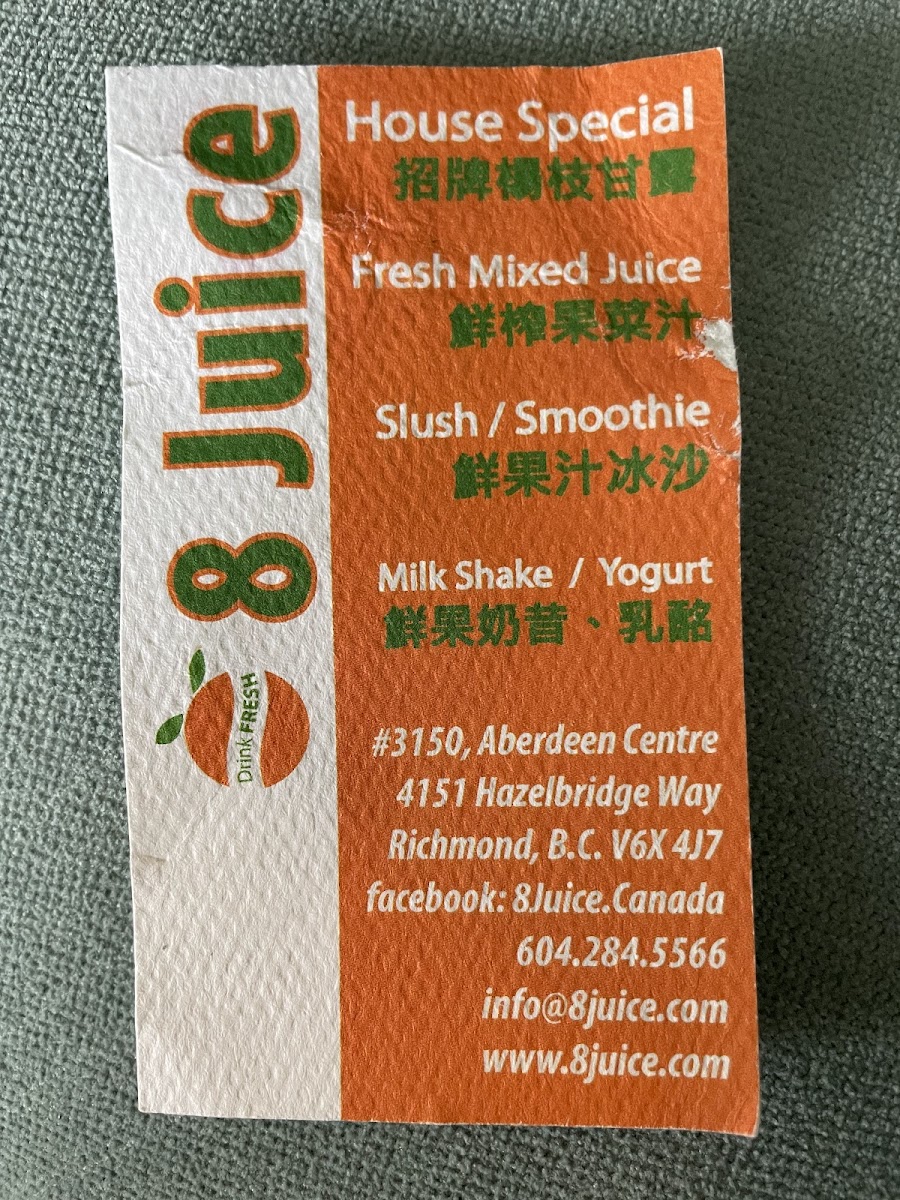 8 Juice
Drink FRESH
House Special
招牌楊枝甘露
Fresh Mixed Juice
鮮榨果菜汁
Slush / Smoothie
鮮果汁冰沙
Milk Shake / Yogurt
鮮果奶昔、乳酪
#3150, Aberdeen Centre
4151 Hazelbridge Way
Richmond, B.C. V6X 4J7
facebook: 8Juice.Canada
604.284.5566
info@8juice.com
www.8juice.com